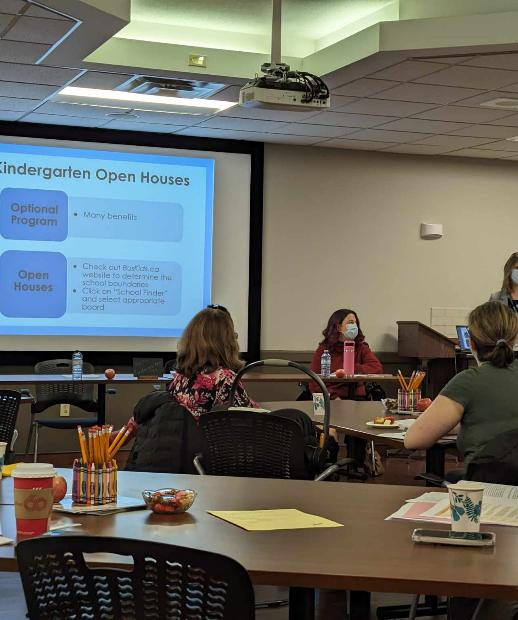 Kindergarten Open Houses
Optional
Program
• Many benefits
Open
Houses
• Check out BusKids.ca
website to determine the
school boundaries
• Click on "School Finder"
and select appropriate
board